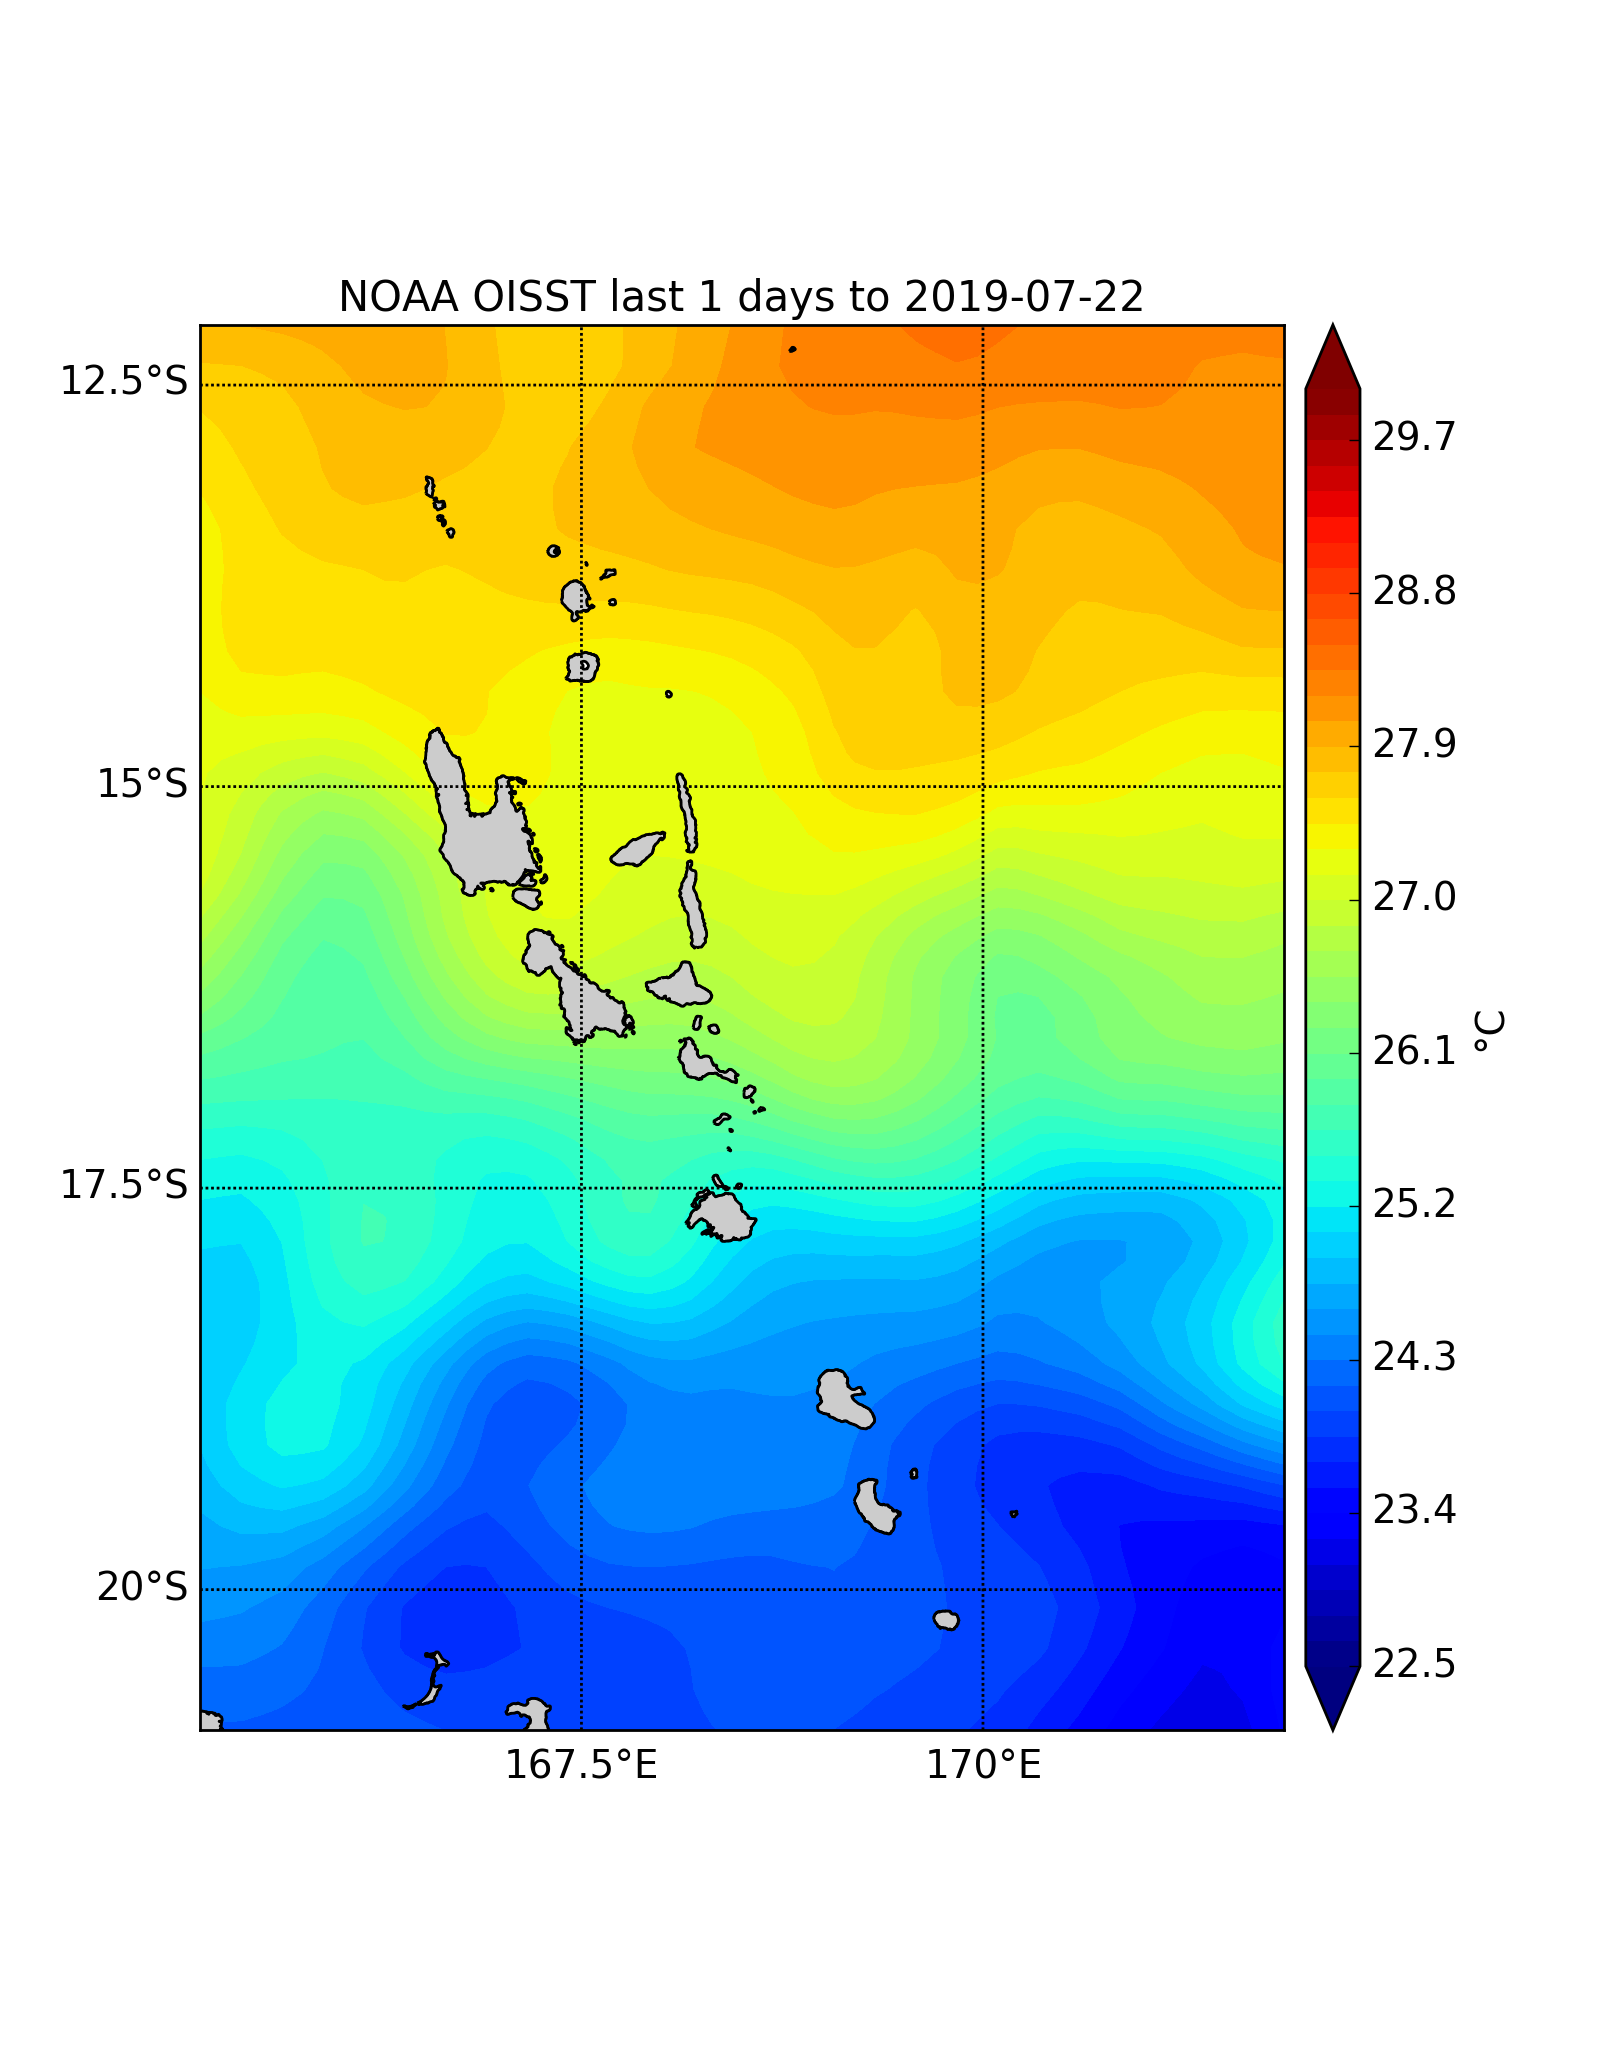 NOAA OISST last 1 days to 2019-07-22
12.5°S
15°S
17.5°S
20°S
167.5°E
170°E
29.7
28.8
27.9
27.0
26.1
25.2
24.3
23.4
22.5
°C